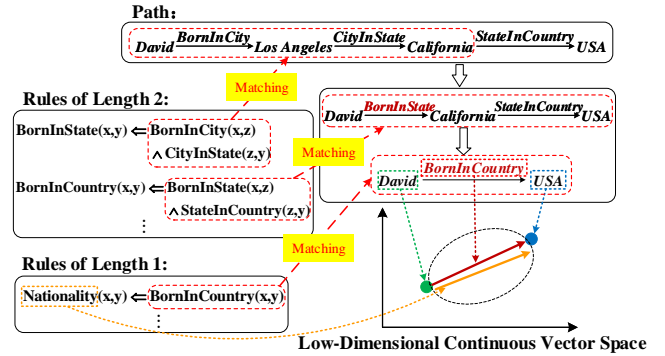 Path:
BornInCity CityInState StateInCountry
David Los Angeles California USA
Matching
Rules of Length 2:
BornInState(x,y) ⇐ BornInCity(x,z)
∧ CityInState(z,y)
BornInCountry(x,y) ⇐ BornInState(x,z)
∧ StateInCountry(z,y)
⋮
BornInState StateInCountry
David California USA
Matching
BornInCountry
David USA
Matching
Rules of Length 1:
Nationality(x,y) ⇐ BornInCountry(x,y)
⋮
Low-Dimensional Continuous Vector Space